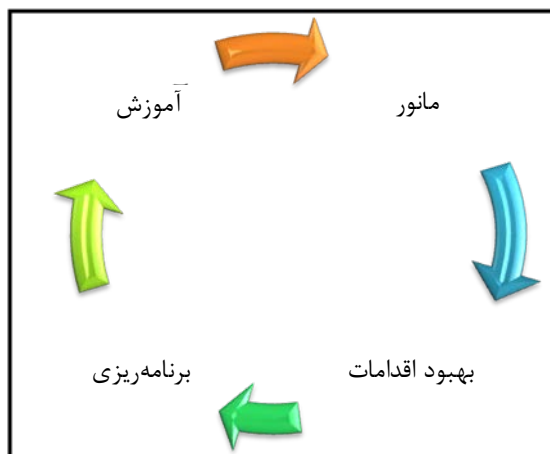 مانور
آموزش
بهبود اقدامات
برنامه‌ریزی